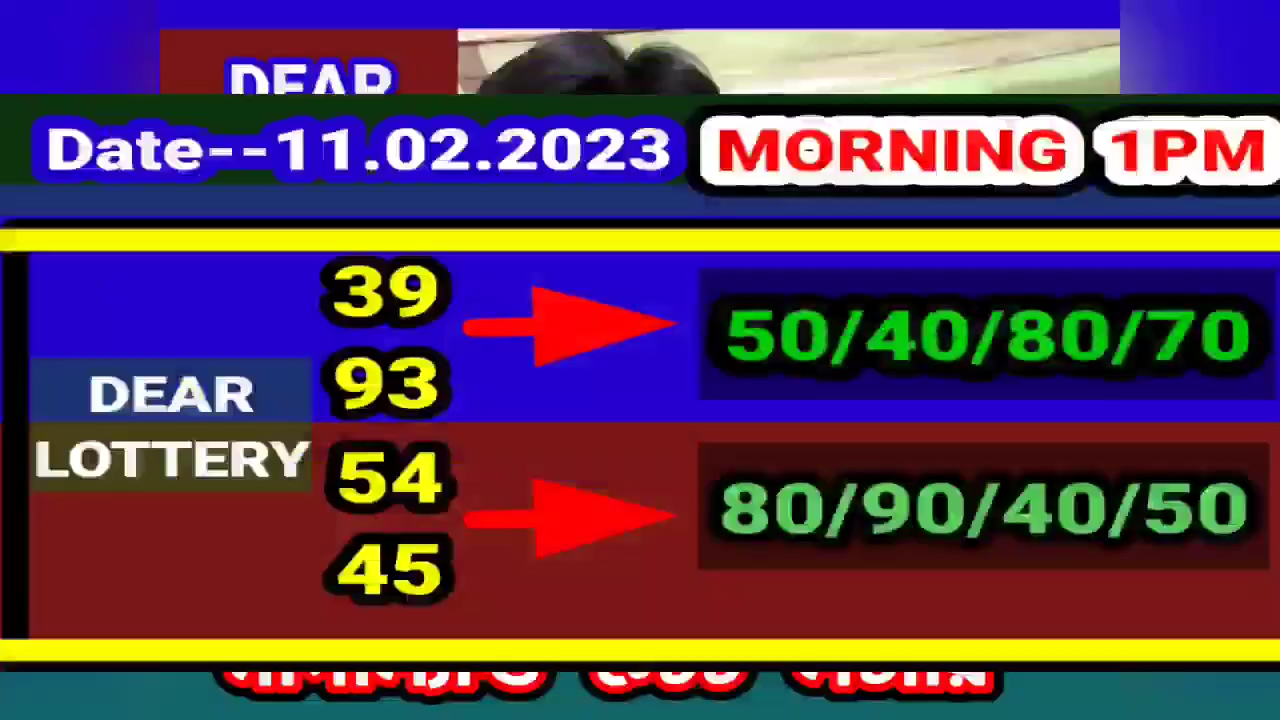 DEAR
Date--11.02.2023 MORNING 1PM
39
50/40/80/70
93
DEAR
LOTTERY
54
80/90/40/50
45